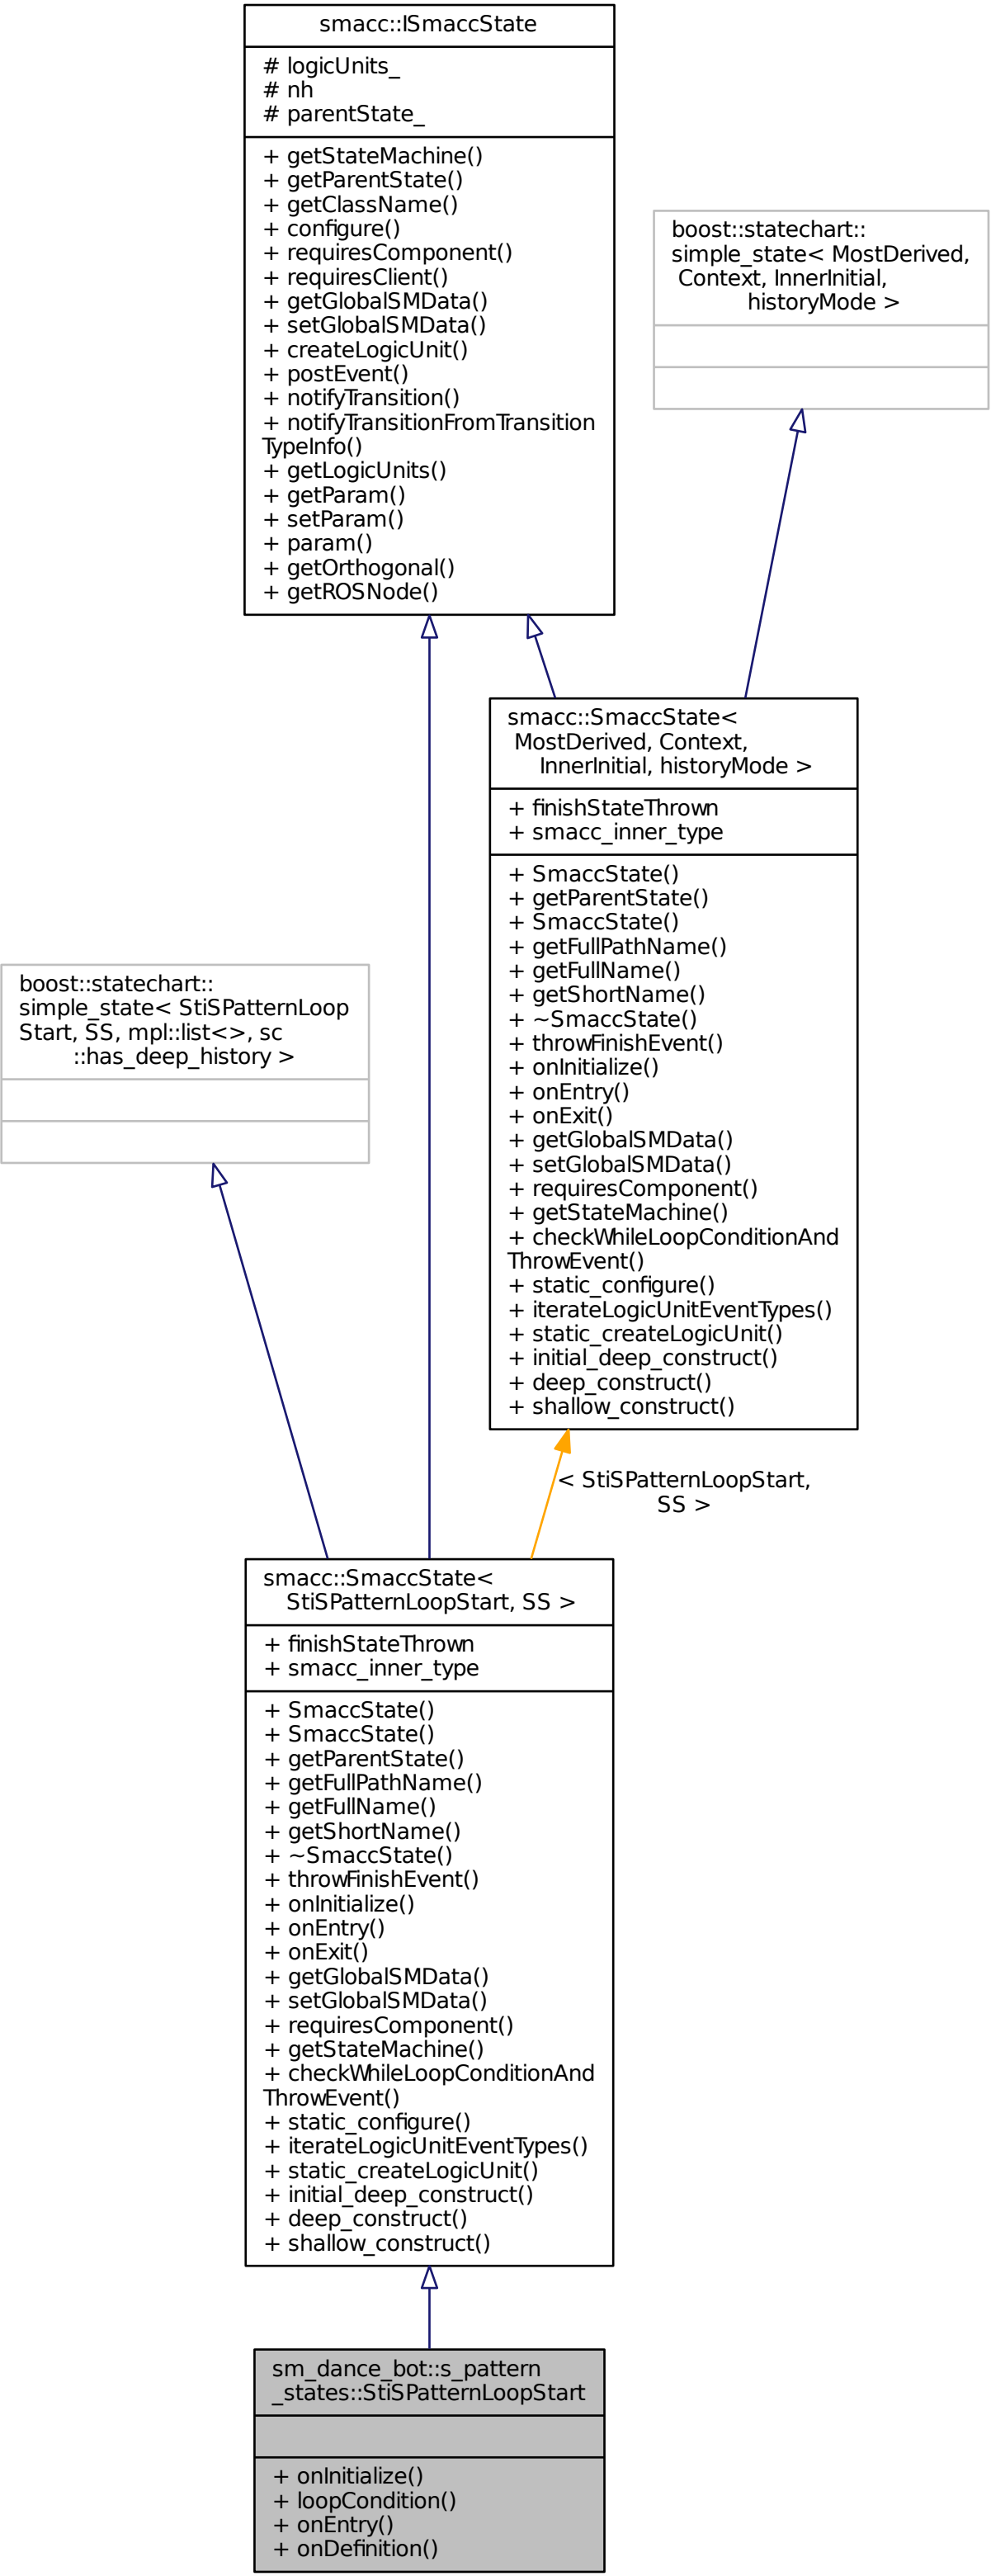 smacc::ISmaccState
# logicUnits_
# nh
# parentState_
+ getStateMachine()
+ getParentState()
+ getClassName()
+ configure()
+ requiresComponent()
+ requiresClient()
+ getGlobalSMData()
+ setGlobalSMData()
+ createLogicUnit()
+ postEvent()
+ notifyTransition()
+ notifyTransitionFromTransition
TypeInfo()
+ getLogicUnits()
+ getParam()
+ setParam()
+ param()
+ getOrthogonal()
+ getROSNode()
boost::statechart::
simple_state< MostDerived,
Context, InnerInitial,
historyMode >
smacc::SmaccState<
MostDerived, Context,
InnerInitial, historyMode >
+ finishStateThrown
+ smacc_inner_type
+ SmaccState()
+ getParentState()
+ SmaccState()
+ getFullPathName()
+ getFullName()
+ getShortName()
+ ~SmaccState()
+ throwFinishEvent()
+ onInitialize()
+ onEntry()
+ onExit()
+ getGlobalSMData()
+ setGlobalSMData()
+ requiresComponent()
+ getStateMachine()
+ checkWhileLoopConditionAnd
ThrowEvent()
+ static_configure()
+ iterateLogicUnitEventTypes()
+ static_createLogicUnit()
+ initial_deep_construct()
+ deep_construct()
+ shallow_construct()
boost::statechart::
simple_state< StiSPatternLoop
Start, SS, mpl::list<>, sc
::has_deep_history >
< StiSPatternLoopStart,
SS >
smacc::SmaccState<
StiSPatternLoopStart, SS >
+ finishStateThrown
+ smacc_inner_type
+ SmaccState()
+ SmaccState()
+ getParentState()
+ getFullPathName()
+ getFullName()
+ getShortName()
+ ~SmaccState()
+ throwFinishEvent()
+ onInitialize()
+ onEntry()
+ onExit()
+ getGlobalSMData()
+ setGlobalSMData()
+ requiresComponent()
+ getStateMachine()
+ checkWhileLoopConditionAnd
ThrowEvent()
+ static_configure()
+ iterateLogicUnitEventTypes()
+ static_createLogicUnit()
+ initial_deep_construct()
+ deep_construct()
+ shallow_construct()
sm_dance_bot::s_pattern
_states::StiSPatternLoopStart
+ onInitialize()
+ loopCondition()
+ onEntry()
+ onDefinition()